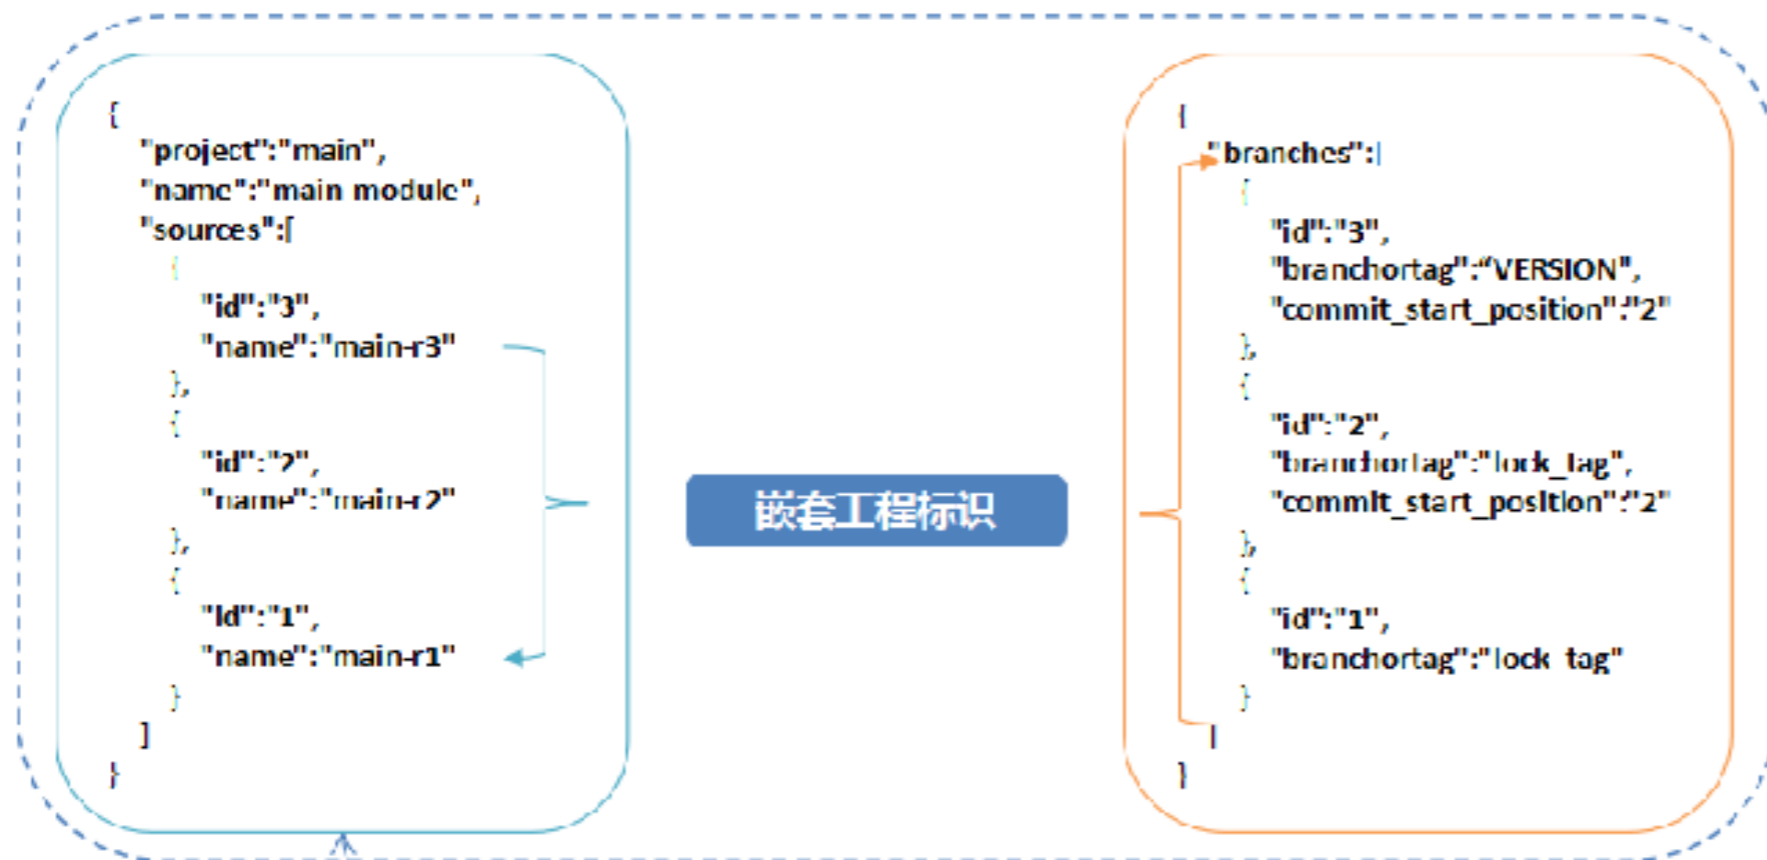 {
"project":"main",
"name":"main module",
"sources":[
{
"id":"3",
"name":"main-r3"
},
{
"id":"2",
"name":"main-r2"
},
{
"id":"1",
"name":"main-r1"
}
]
}
嵌套工程标识
{
"branches":[
{
"id":"3",
"branchortag":“VERSION",
"commit_start_position":"2"
},
{
"id":"2",
"branchortag":"lock_tag",
"commit_start_position":"2"
},
{
"id":"1",
"branchortag":"lock_tag"
}
]
}